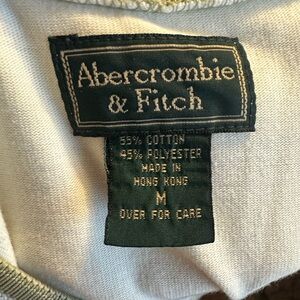 Abercrombie
& Fitch
55% COTTON
45% POLYESTER
MADE IN
HONG KONG
M
OVER FOR CARE